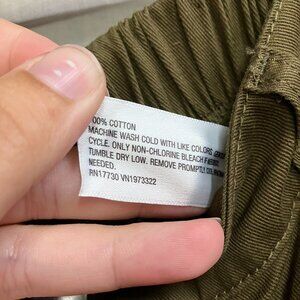 100% COTTON
MACHINE WASH COLD WITH LIKE COLORS
CYCLE. ONLY NON-CHLORINE BLEACH
TUMBLE DRY LOW. REMOVE PROMPTLY.
NEEDED.
RN17730 VN1973322